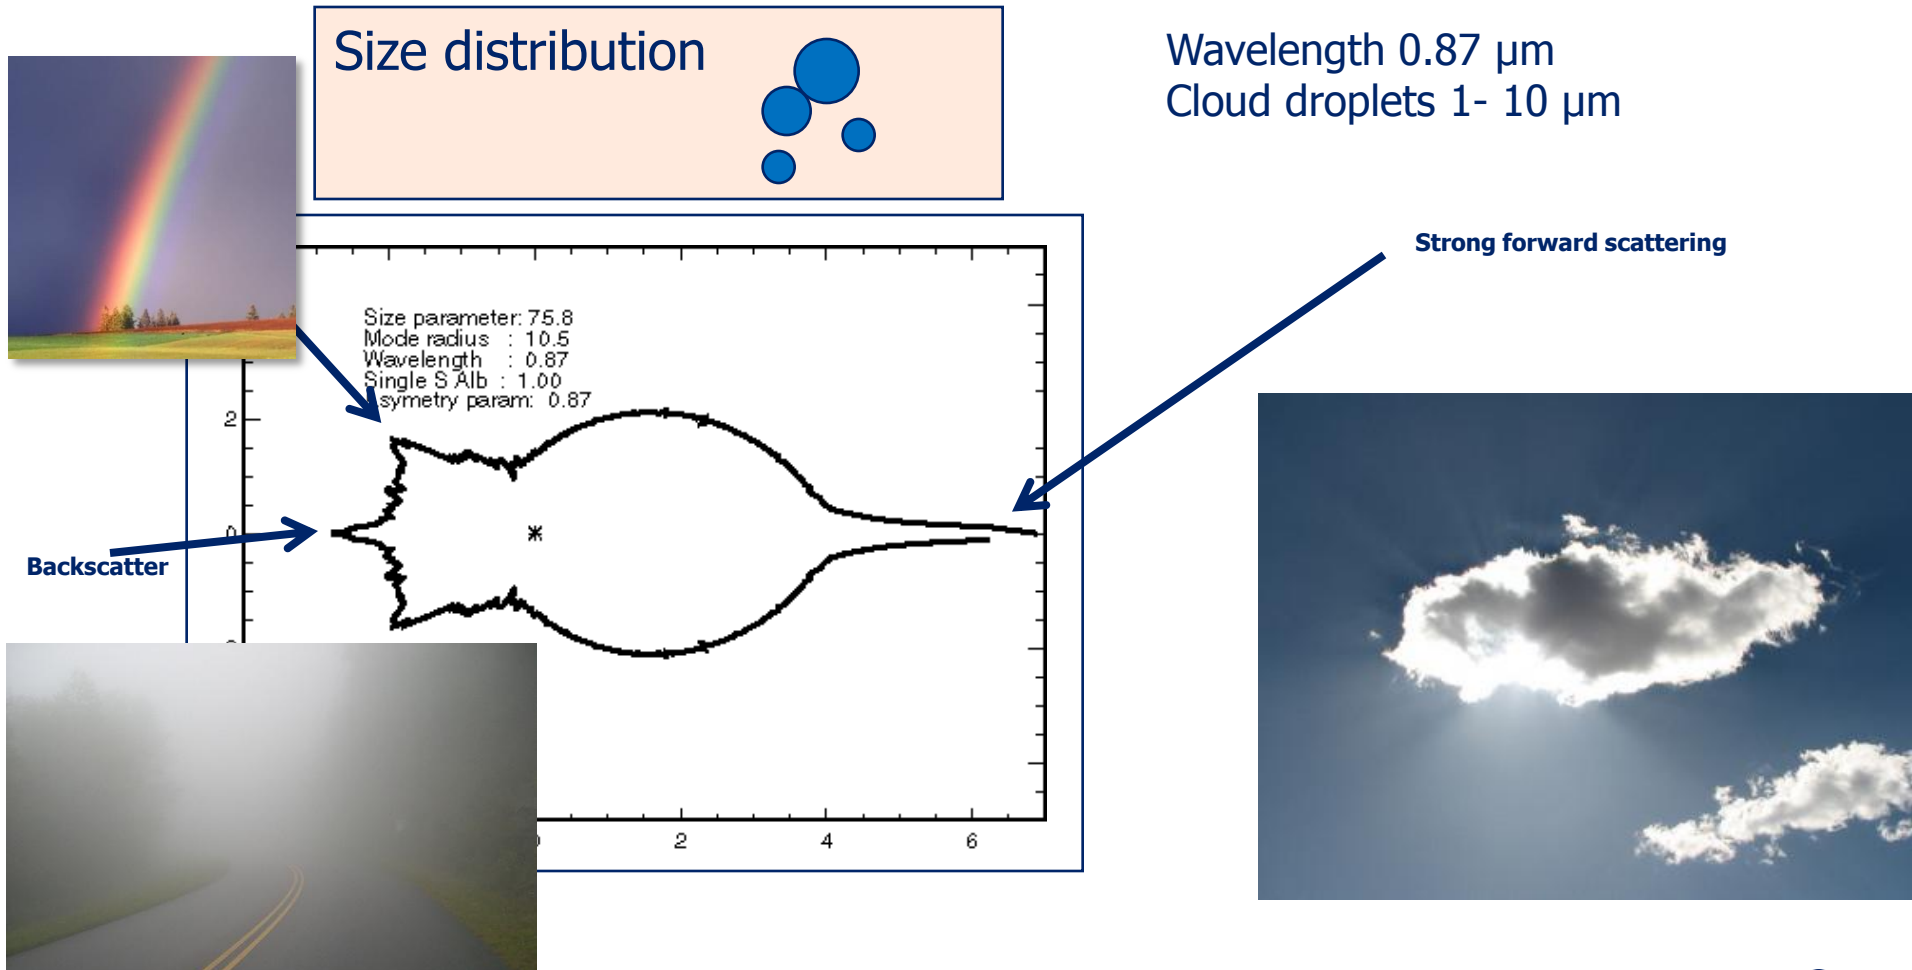 Size distribution
Wavelength 0.87 µm
Cloud droplets 1- 10 µm
Strong forward scattering
Size parameter: 75.8
Mode radius : 10.5
Wavelength : 0.87
Single S Alb : 1.00
symetry param: 0.87
2
0
Backscatter
2
4
6